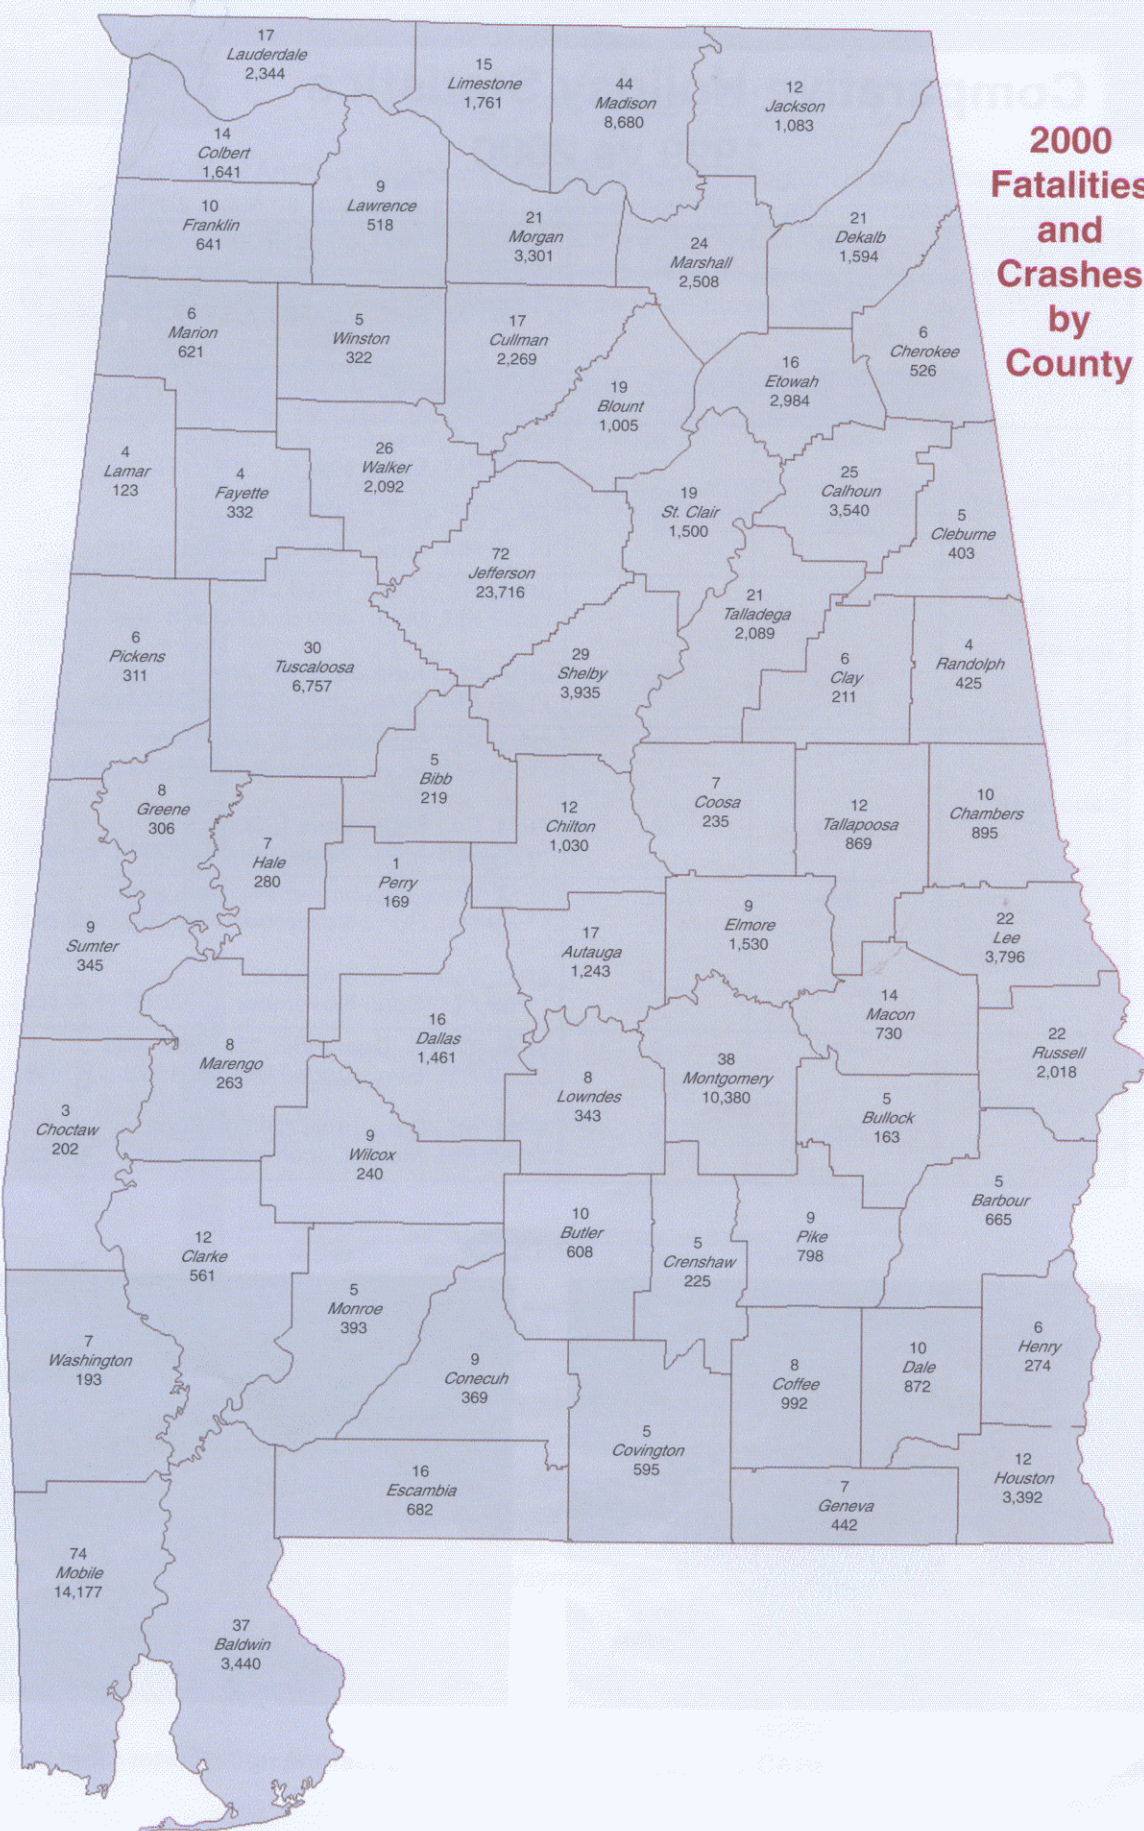 2000
Fatalities
and
Crashes
by
County
17
Lauderdale
2,344
15
Limestone
1,761
44
Madison
8,680
12
Jackson
1,083
14
Colbert
1,641
9
Lawrence
518
10
Franklin
641
21
Morgan
3,301
24
Marshall
2,508
21
Dekalb
1,594
6
Marion
621
5
Winston
322
17
Cullman
2,269
19
Blount
1,005
16
Etowah
2,984
6
Cherokee
526
4
Lamar
123
4
Fayette
332
26
Walker
2,092
72
Jefferson
23,716
19
St. Clair
1,500
25
Calhoun
3,540
5
Cleburne
403
6
Pickens
311
30
Tuscaloosa
6,757
29
Shelby
3,935
21
Talladega
2,089
6
Clay
211
4
Randolph
425
8
Greene
306
7
Hale
280
5
Bibb
219
12
Chilton
1,030
7
Coosa
235
12
Tallapoosa
869
10
Chambers
895
9
Sumter
345
1
Perry
169
17
Autauga
1,243
9
Elmore
1,530
22
Lee
3,796
14
Macon
730
22
Russell
2,018
8
Marengo
263
16
Dallas
1,461
8
Lowndes
343
38
Montgomery
10,380
5
Bullock
163
3
Choctaw
202
9
Wilcox
240
5
Barbour
665
12
Clarke
561
10
Butler
608
5
Crenshaw
225
9
Pike
798
5
Monroe
393
7
Washington
193
9
Conecuh
369
8
Coffee
992
10
Dale
872
6
Henry
274
5
Covington
595
16
Escambia
682
7
Geneva
442
12
Houston
3,392
74
Mobile
14,177
37
Baldwin
3,440